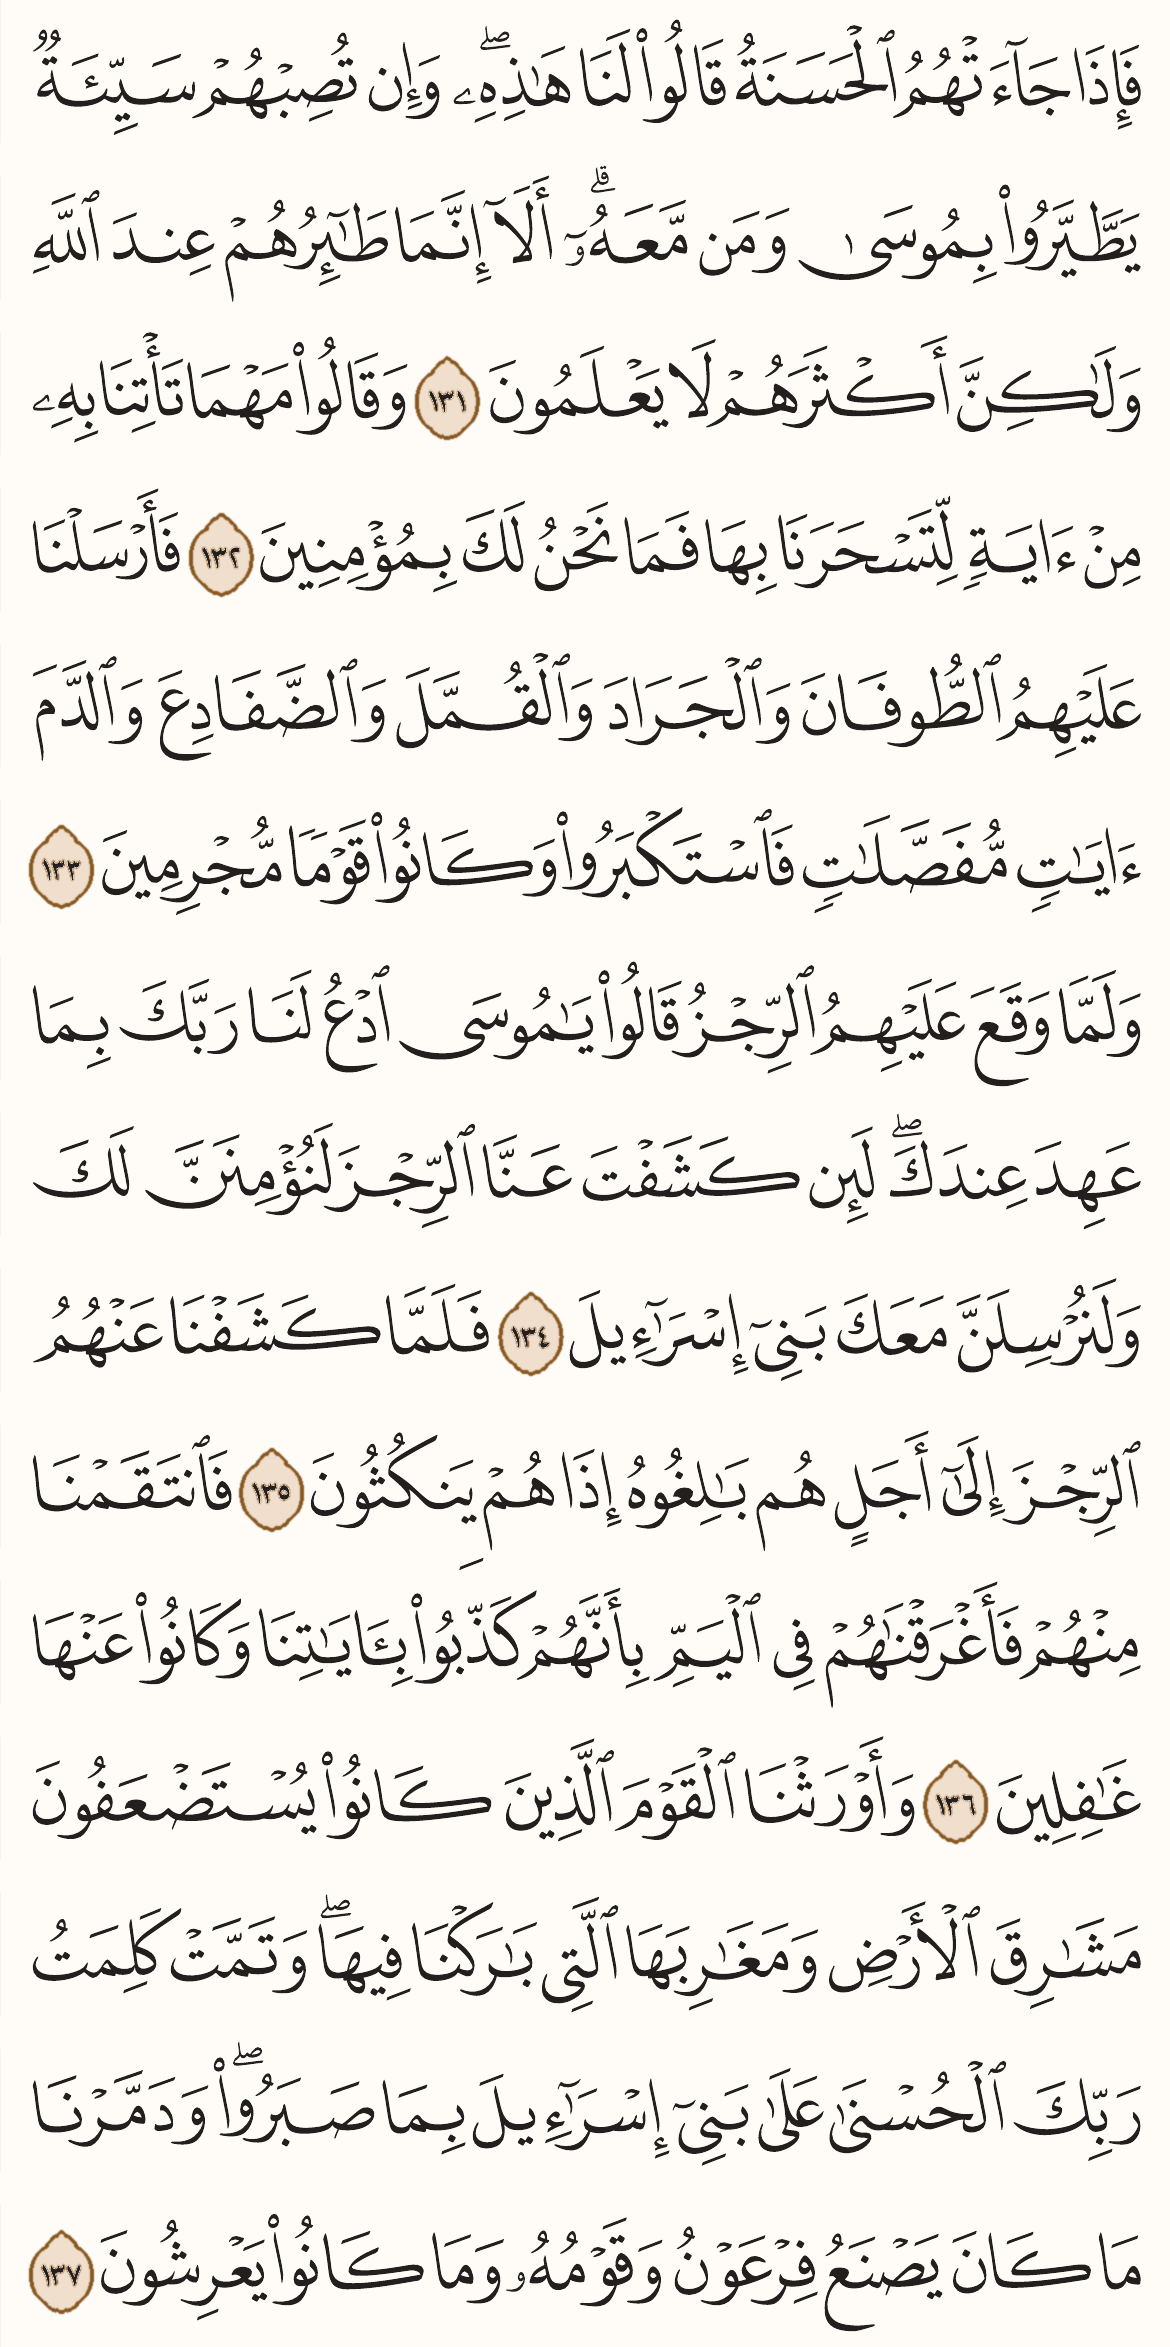 فَإِذَا جَآءَتْهُمُ ٱلْحَسَنَةُ قَالُوا۟ لَنَا هَـٰذِهِۦ ۖ وَإِن تُصِبْهُمْ سَيِّئَةٌ
يَطَّيَّرُوا۟ بِمُوسَىٰ وَمَن مَّعَهُۥٓ ۗ أَلَآ إِنَّمَا طَـٰٓئِرُهُمْ عِندَ ٱللَّهِ
وَلَـٰكِنَّ أَكْثَرَهُمْ لَا يَعْلَمُونَ ١٣١ وَقَالُوا۟ مَهْمَا تَأْتِنَا بِهِۦ
مِنْ ءَايَةٍ لِّتَسْحَرَنَا بِهَا فَمَا نَحْنُ لَكَ بِمُؤْمِنِينَ ١٣٢ فَأَرْسَلْنَا
عَلَيْهِمُ ٱلطُّوفَانَ وَٱلْجَرَادَ وَٱلْقُمَّلَ وَٱلضَّفَادِعَ وَٱلدَّمَ
ءَايَـٰتٍ مُّفَصَّلَـٰتٍ فَٱسْتَكْبَرُوا۟ وَكَانُوا۟ قَوْمًا مُّجْرِمِينَ ١٣٣
وَلَمَّا وَقَعَ عَلَيْهِمُ ٱلرِّجْزُ قَالُوا۟ يَـٰمُوسَى ٱدْعُ لَنَا رَبَّكَ بِمَا
عَهِدَ عِندَكَ ۖ لَئِن كَشَفْتَ عَنَّا ٱلرِّجْزَ لَنُؤْمِنَنَّ لَكَ
وَلَنُرْسِلَنَّ مَعَكَ بَنِىٓ إِسْرَٰٓءِيلَ ١٣٤ فَلَمَّا كَشَفْنَا عَنْهُمُ
ٱلرِّجْزَ إِلَىٰٓ أَجَلٍ هُم بَـٰلِغُوهُ إِذَا هُمْ يَنكُثُونَ ١٣٥ فَٱنتَقَمْنَا
مِنْهُمْ فَأَغْرَقْنَـٰهُمْ فِى ٱلْيَمِّ بِأَنَّهُمْ كَذَّبُوا۟ بِـَٔايَـٰتِنَا وَكَانُوا۟ عَنْهَا
غَـٰفِلِينَ ١٣٦ وَأَوْرَثْنَا ٱلْقَوْمَ ٱلَّذِينَ كَانُوا۟ يُسْتَضْعَفُونَ
مَشَـٰرِقَ ٱلْأَرْضِ وَمَغَـٰرِبَهَا ٱلَّتِى بَـٰرَكْنَا فِيهَا ۖ وَتَمَّتْ كَلِمَتُ
رَبِّكَ ٱلْحُسْنَىٰ عَلَىٰ بَنِىٓ إِسْرَٰٓءِيلَ بِمَا صَبَرُوا۟ ۖ وَدَمَّرْنَا
مَا كَانَ يَصْنَعُ فِرْعَوْنُ وَقَوْمُهُۥ وَمَا كَانُوا۟ يَعْرِشُونَ ١٣٧